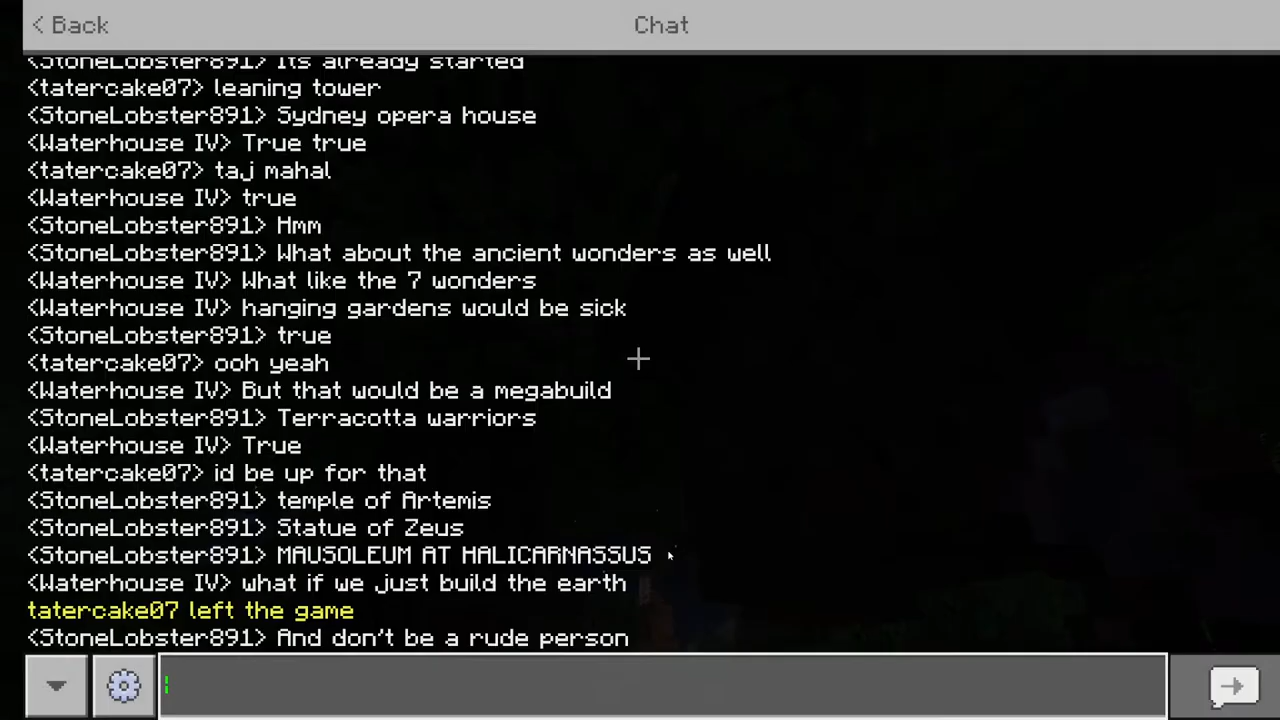 < Back
Chat
<StoneLobster891> Its already started
<tatercake07> leaning tower
<StoneLobster891> Sydney opera house
<Waterhouse IV> True true
<tatercake07> taj mahal
<Waterhouse IV> true
<StoneLobster891> Hmm
<StoneLobster891> What about the ancient wonders as well
<Waterhouse IV> What like the 7 wonders
<Waterhouse IV> hanging gardens would be sick
<StoneLobster891> true
<tatercake07> ooh yeah
<Waterhouse IV> But that would be a megabuild
<StoneLobster891> Terracotta warriors
<Waterhouse IV> True
<tatercake07> id be up for that
<StoneLobster891> temple of Artemis
<StoneLobster891> Statue of Zeus
<StoneLobster891> MAUSOLEUM AT HALICARNASSUS
<Waterhouse IV> what if we just build the earth
tatercake07 left the game
<StoneLobster891> And don't be a rude person